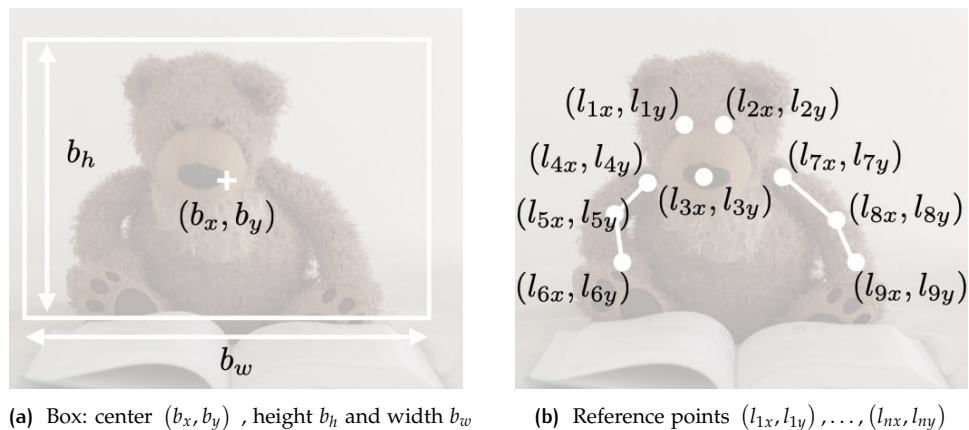 b_h
(b_x, b_y)
b_w
(l_{1x}, l_{1y}) (l_{2x}, l_{2y})
(l_{4x}, l_{4y}) (l_{7x}, l_{7y})
(l_{3x}, l_{3y})
(l_{5x}, l_{5y}) (l_{8x}, l_{8y})
(l_{6x}, l_{6y}) (l_{9x}, l_{9y})
(a) Box: center (b_x, b_y) , height b_h and width b_w
(b) Reference points (l_{1x}, l_{1y}) , . . . , (l_{nx}, l_{ny})